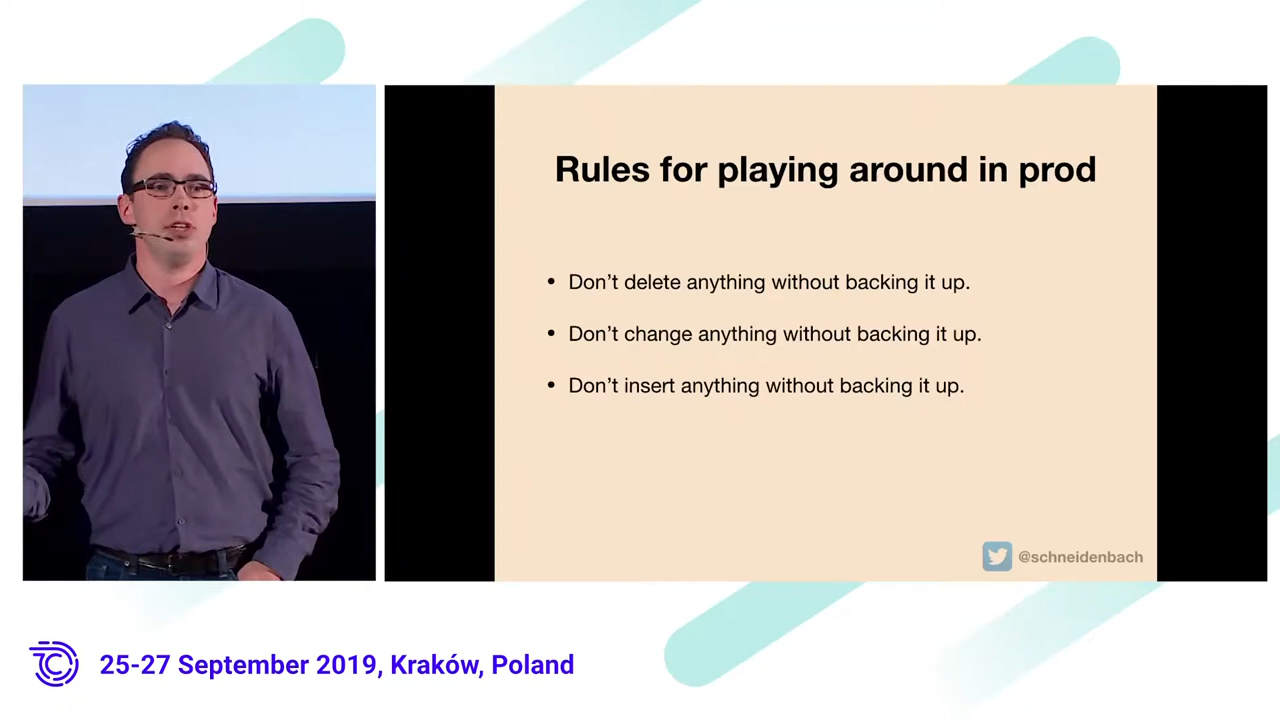 Rules for playing around in prod
• Don’t delete anything without backing it up.
• Don’t change anything without backing it up.
• Don’t insert anything without backing it up.
@schneidenbach
25-27 September 2019, Kraków, Poland